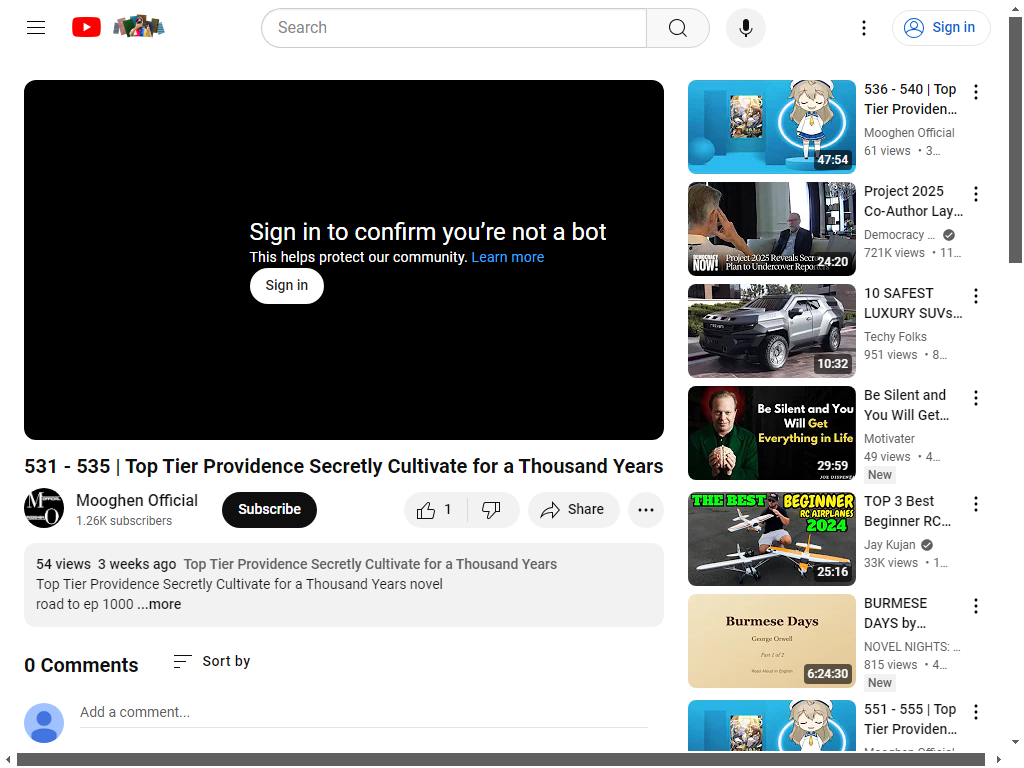 Search
Sign in
Sign in to confirm you’re not a bot
This helps protect our community. Learn more
Sign in
531 - 535 | Top Tier Providence Secretly Cultivate for a Thousand Years
Mooghen Official
1.26K subscribers
Subscribe
1
Share
54 views 3 weeks ago Top Tier Providence Secretly Cultivate for a Thousand Years
Top Tier Providence Secretly Cultivate for a Thousand Years novel
road to ep 1000 ...more
0 Comments
Sort by
Add a comment...
47:54
536 - 540 | Top
Tier Providen...
Mooghen Official
61 views • 3...
DEMOCRACY NOW!
Project 2025 Reveals Secret
Plan to Undercover Reporters
24:20
Project 2025
Co-Author Lay...
Democracy ...
721K views • 11...
10:32
10 SAFEST
LUXURY SUVs...
Techy Folks
951 views • 8...
Be Silent and You
Will Get
Everything in Life
JOE DISPENZA
29:59
Be Silent and
You Will Get...
Motivater
49 views • 4...
New
THE BEST BEGINNER
RC AIRPLANES
2024
25:16
TOP 3 Best
Beginner RC...
Jay Kujan
33K views • 1...
Burmese Days
George Orwell
Part 1 of 2
Read Aloud in English
6:24:30
BURMESE
DAYS by...
NOVEL NIGHTS: ...
815 views • 4...
New
551 - 555 | Top
Tier Providen...
Mooghen Official